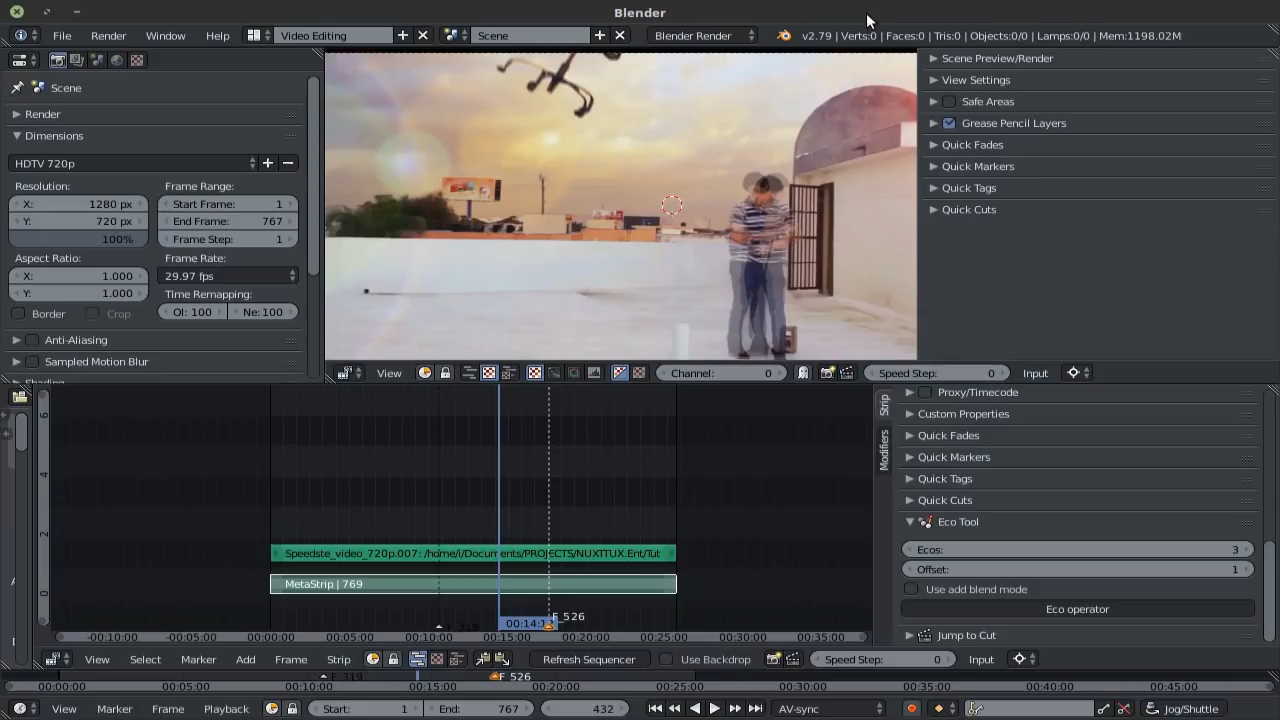 Blender
File Render Window Help Video Editing Scene Blender Render v2.79 | Verts:0 | Faces:0 | Tris:0 | Objects:0/0 | Lamps:0/0 | Mem:1198.02M
Scene
Render
Dimensions
HDTV 720p
Resolution: Frame Range:
X: 1280 px Start Frame: 1
Y: 720 px End Frame: 767
100% Frame Step: 1
Aspect Ratio: Frame Rate:
X: 1.000 29.97 fps
Y: 1.000 Time Remapping:
Border Crop Ol: 100 Ne: 100
Anti-Aliasing
Sampled Motion Blur
Shading
Scene Preview/Render
View Settings
Safe Areas
Grease Pencil Layers
Quick Fades
Quick Markers
Quick Tags
Quick Cuts
View Channel: 0 Speed Step: 0 Input
6
4
2
0
Speedste_video_720p.007: /home/i/Documents/PROJECTS/NUXTTUX.Ent/Tut
MetaStrip | 769
F_526
F_319 00:14:1
-00:10:00 -00:05:00 00:00:00 00:05:00 00:10:00 00:15:00 00:20:00 00:25:00 00:30:00 00:35:00
Strip
Modifiers
Proxy/Timecode
Custom Properties
Quick Fades
Quick Markers
Quick Tags
Quick Cuts
Eco Tool
Ecos: 3
Offset: 1
Use add blend mode
Eco operator
Jump to Cut
View Select Marker Add Frame Strip Refresh Sequencer Use Backdrop Speed Step: 0 Input
F_319 F_526
00:00:00 00:05:00 00:10:00 00:15:00 00:20:00 00:25:00 00:30:00 00:35:00 00:40:00 00:45:00
View Marker Frame Playback Start: 1 End: 767 432 AV-sync Jog/Shuttle